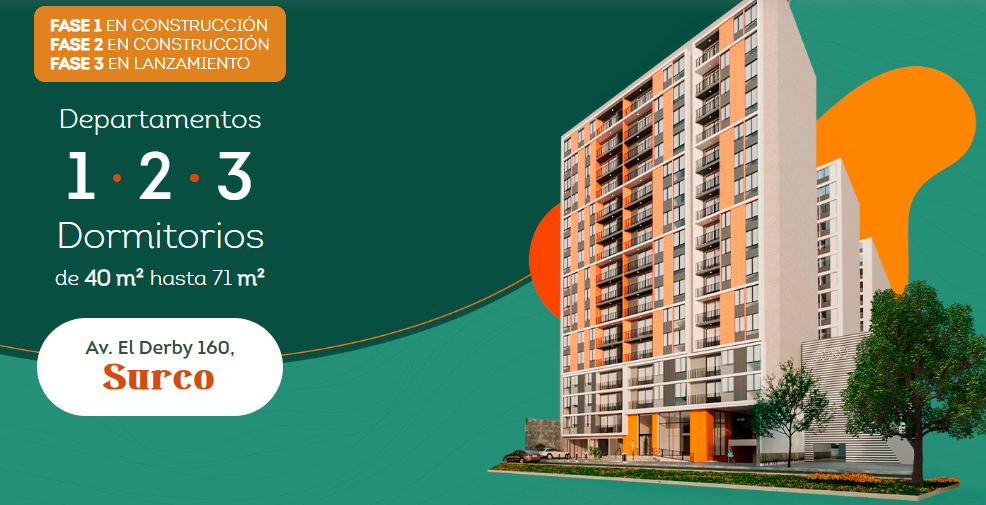 FASE 1 EN CONSTRUCCIÓN
FASE 2 EN CONSTRUCCIÓN
FASE 3 EN LANZAMIENTO
Departamentos
1 · 2 · 3
Dormitorios
de 40 m² hasta 71 m²
Av. El Derby 160,
Surco